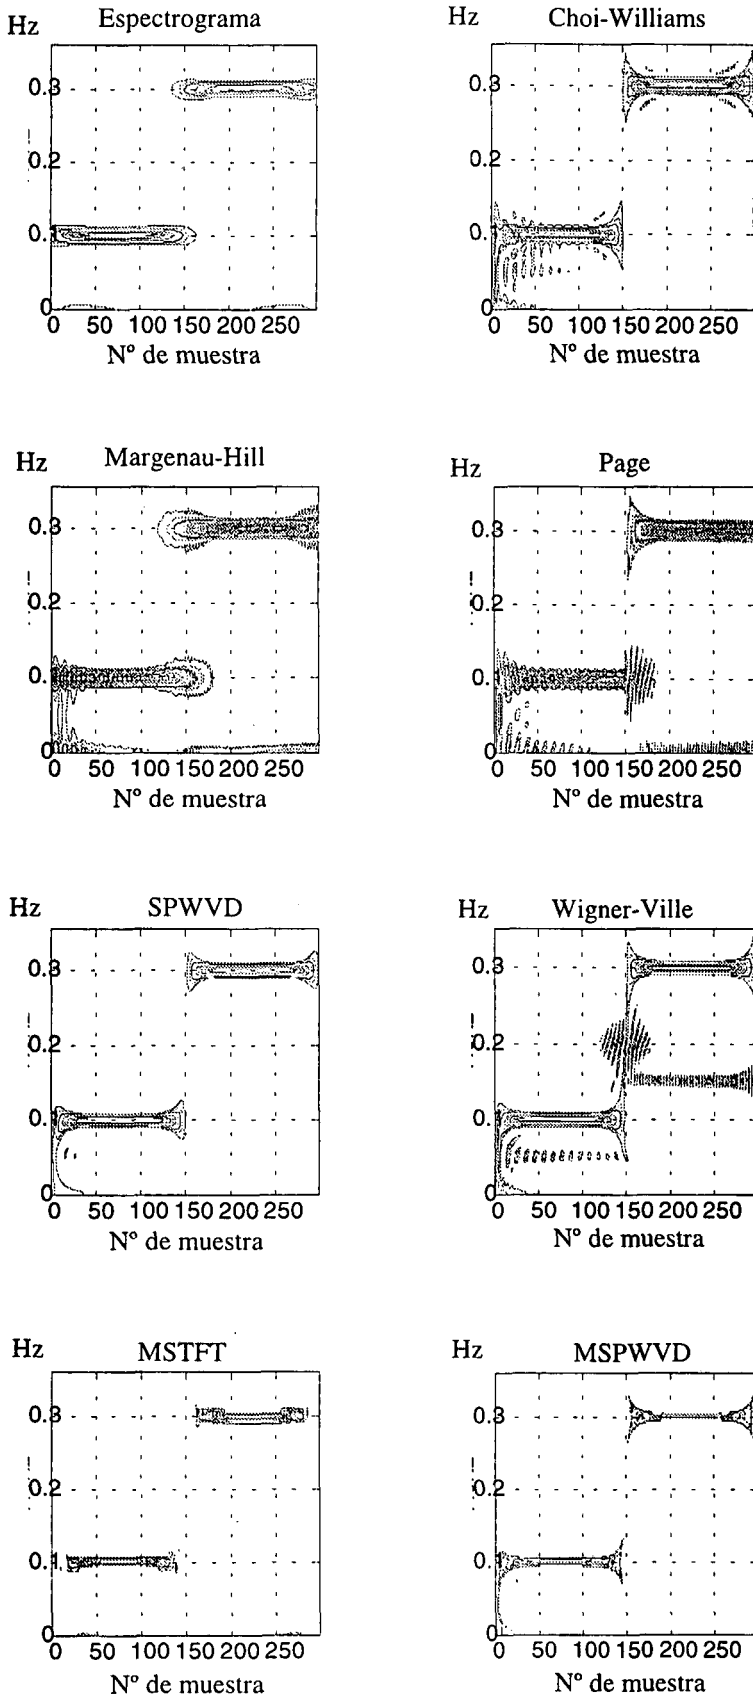 Hz Espectrograma
0.3
0.2
0.1
0
0 50 100 150 200 250
Nº de muestra
Hz Choi-Williams
0.3
0.2
0.1
0
0 50 100 150 200 250
Nº de muestra
Hz Margenau-Hill
0.3
0.2
0.1
0
0 50 100 150 200 250
Nº de muestra
Hz Page
0.3
0.2
0.1
0
0 50 100 150 200 250
Nº de muestra
Hz SPWVD
0.3
0.2
0.1
0
0 50 100 150 200 250
Nº de muestra
Hz Wigner-Ville
0.3
0.2
0.1
0
0 50 100 150 200 250
Nº de muestra
Hz MSTFT
0.3
0.2
0.1
0
0 50 100 150 200 250
Nº de muestra
Hz MSPWVD
0.3
0.2
0.1
0
0 50 100 150 200 250
Nº de muestra